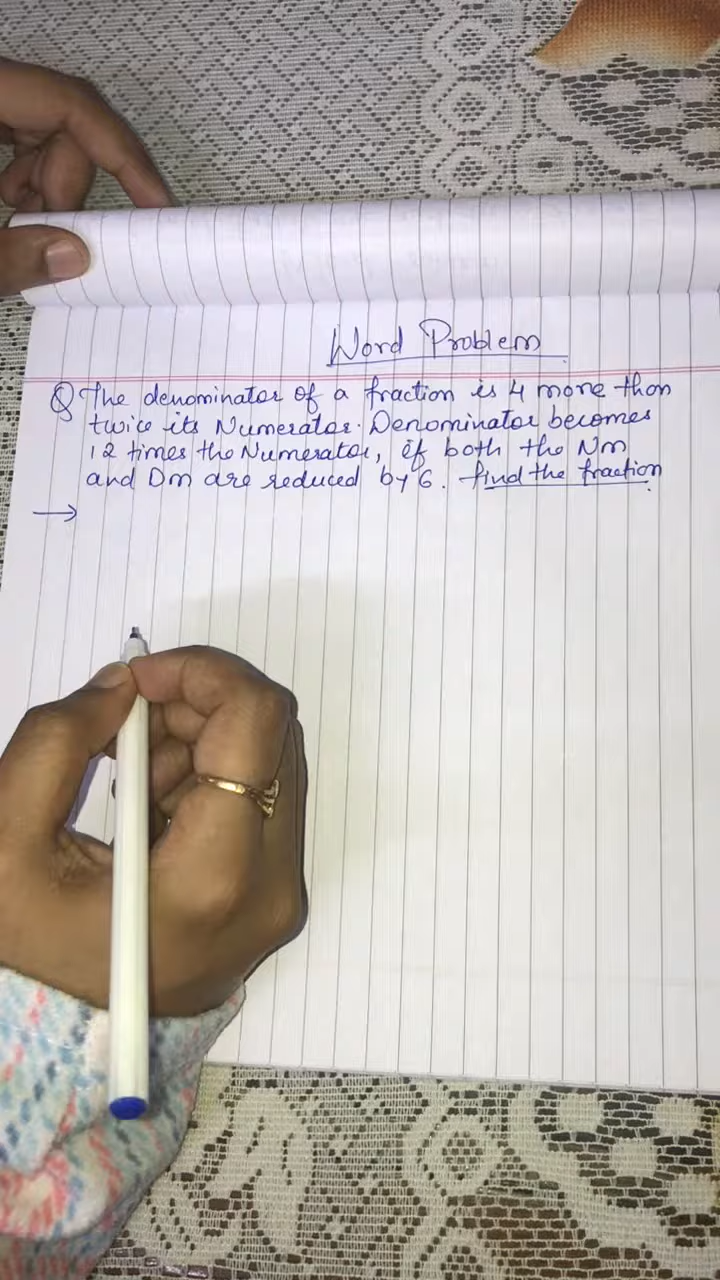 Word Problem
Q The denominator of a fraction is 4 more than
twice its Numerator. Denominator becomes
12 times the Numerator, if both the Nm
and Dm are reduced by 6. find the fraction.
→